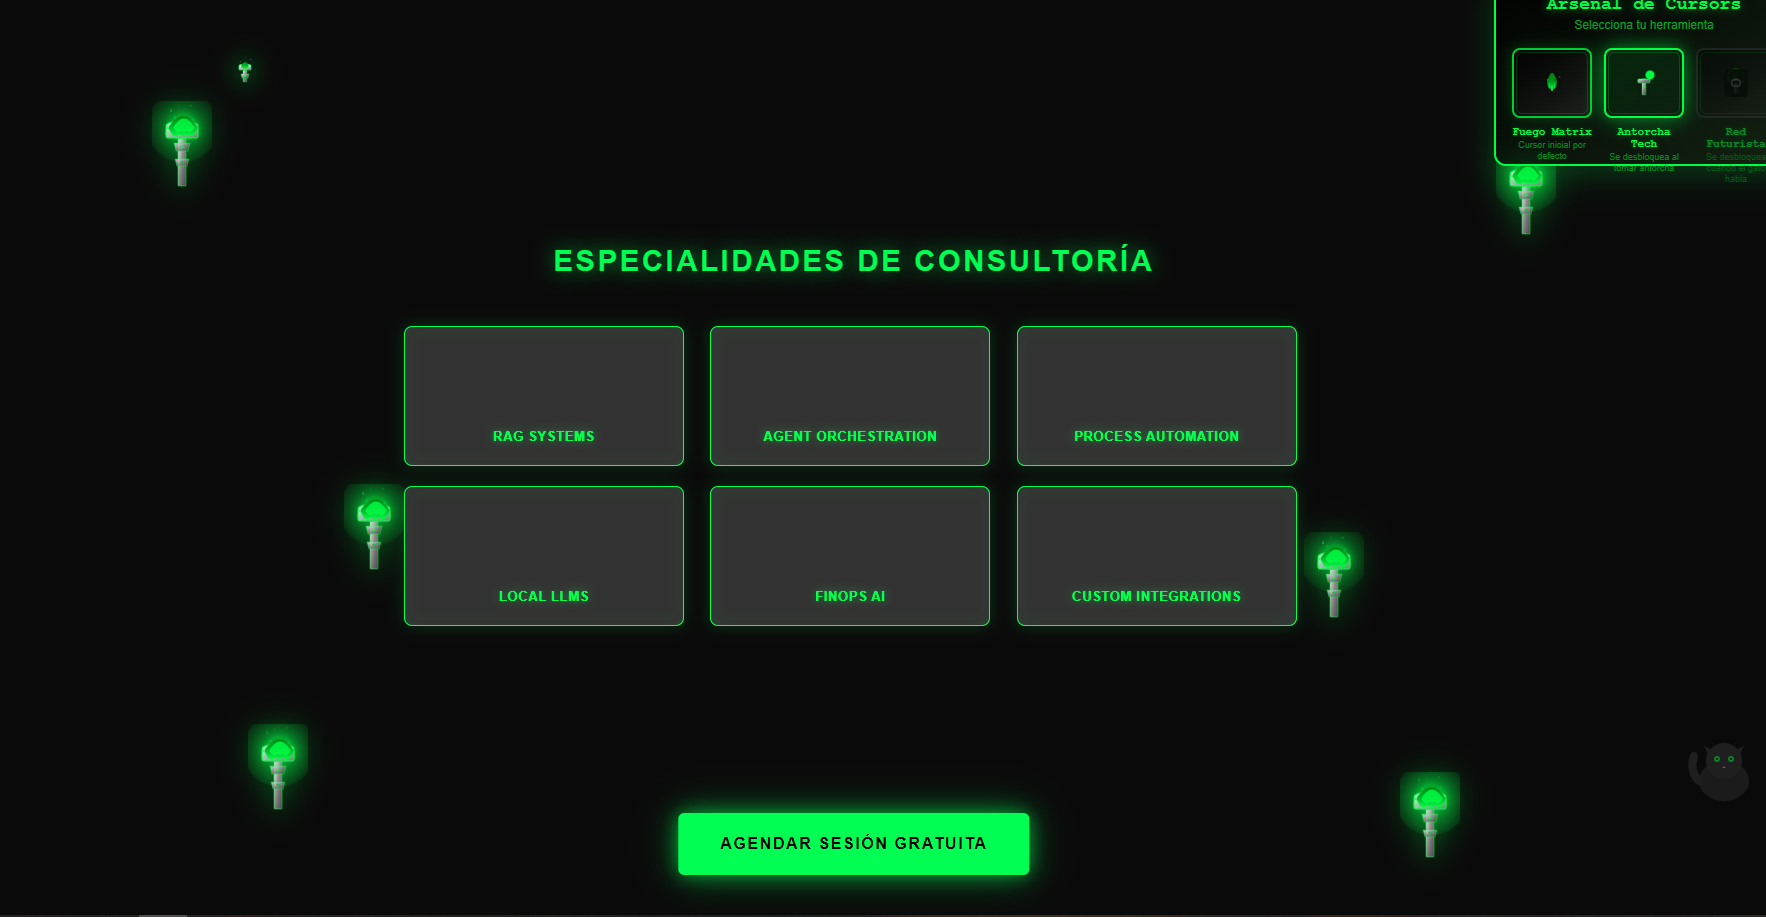 Arsenal de Cursors
Selecciona tu herramienta
Fuego Matrix
Cursor inicial por
defecto
Antorcha
Tech
Se desbloquea al
tomar antorcha
Red
Futurista
Se desbloquea
cuando el gato
habla
ESPECIALIDADES DE CONSULTORÍA
RAG SYSTEMS
AGENT ORCHESTRATION
PROCESS AUTOMATION
LOCAL LLMS
FINOPS AI
CUSTOM INTEGRATIONS
AGENDAR SESIÓN GRATUITA